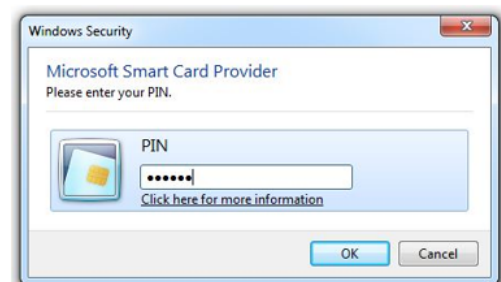 Windows Security
Microsoft Smart Card Provider
Please enter your PIN.
PIN
••••••
Click here for more information
OK
Cancel